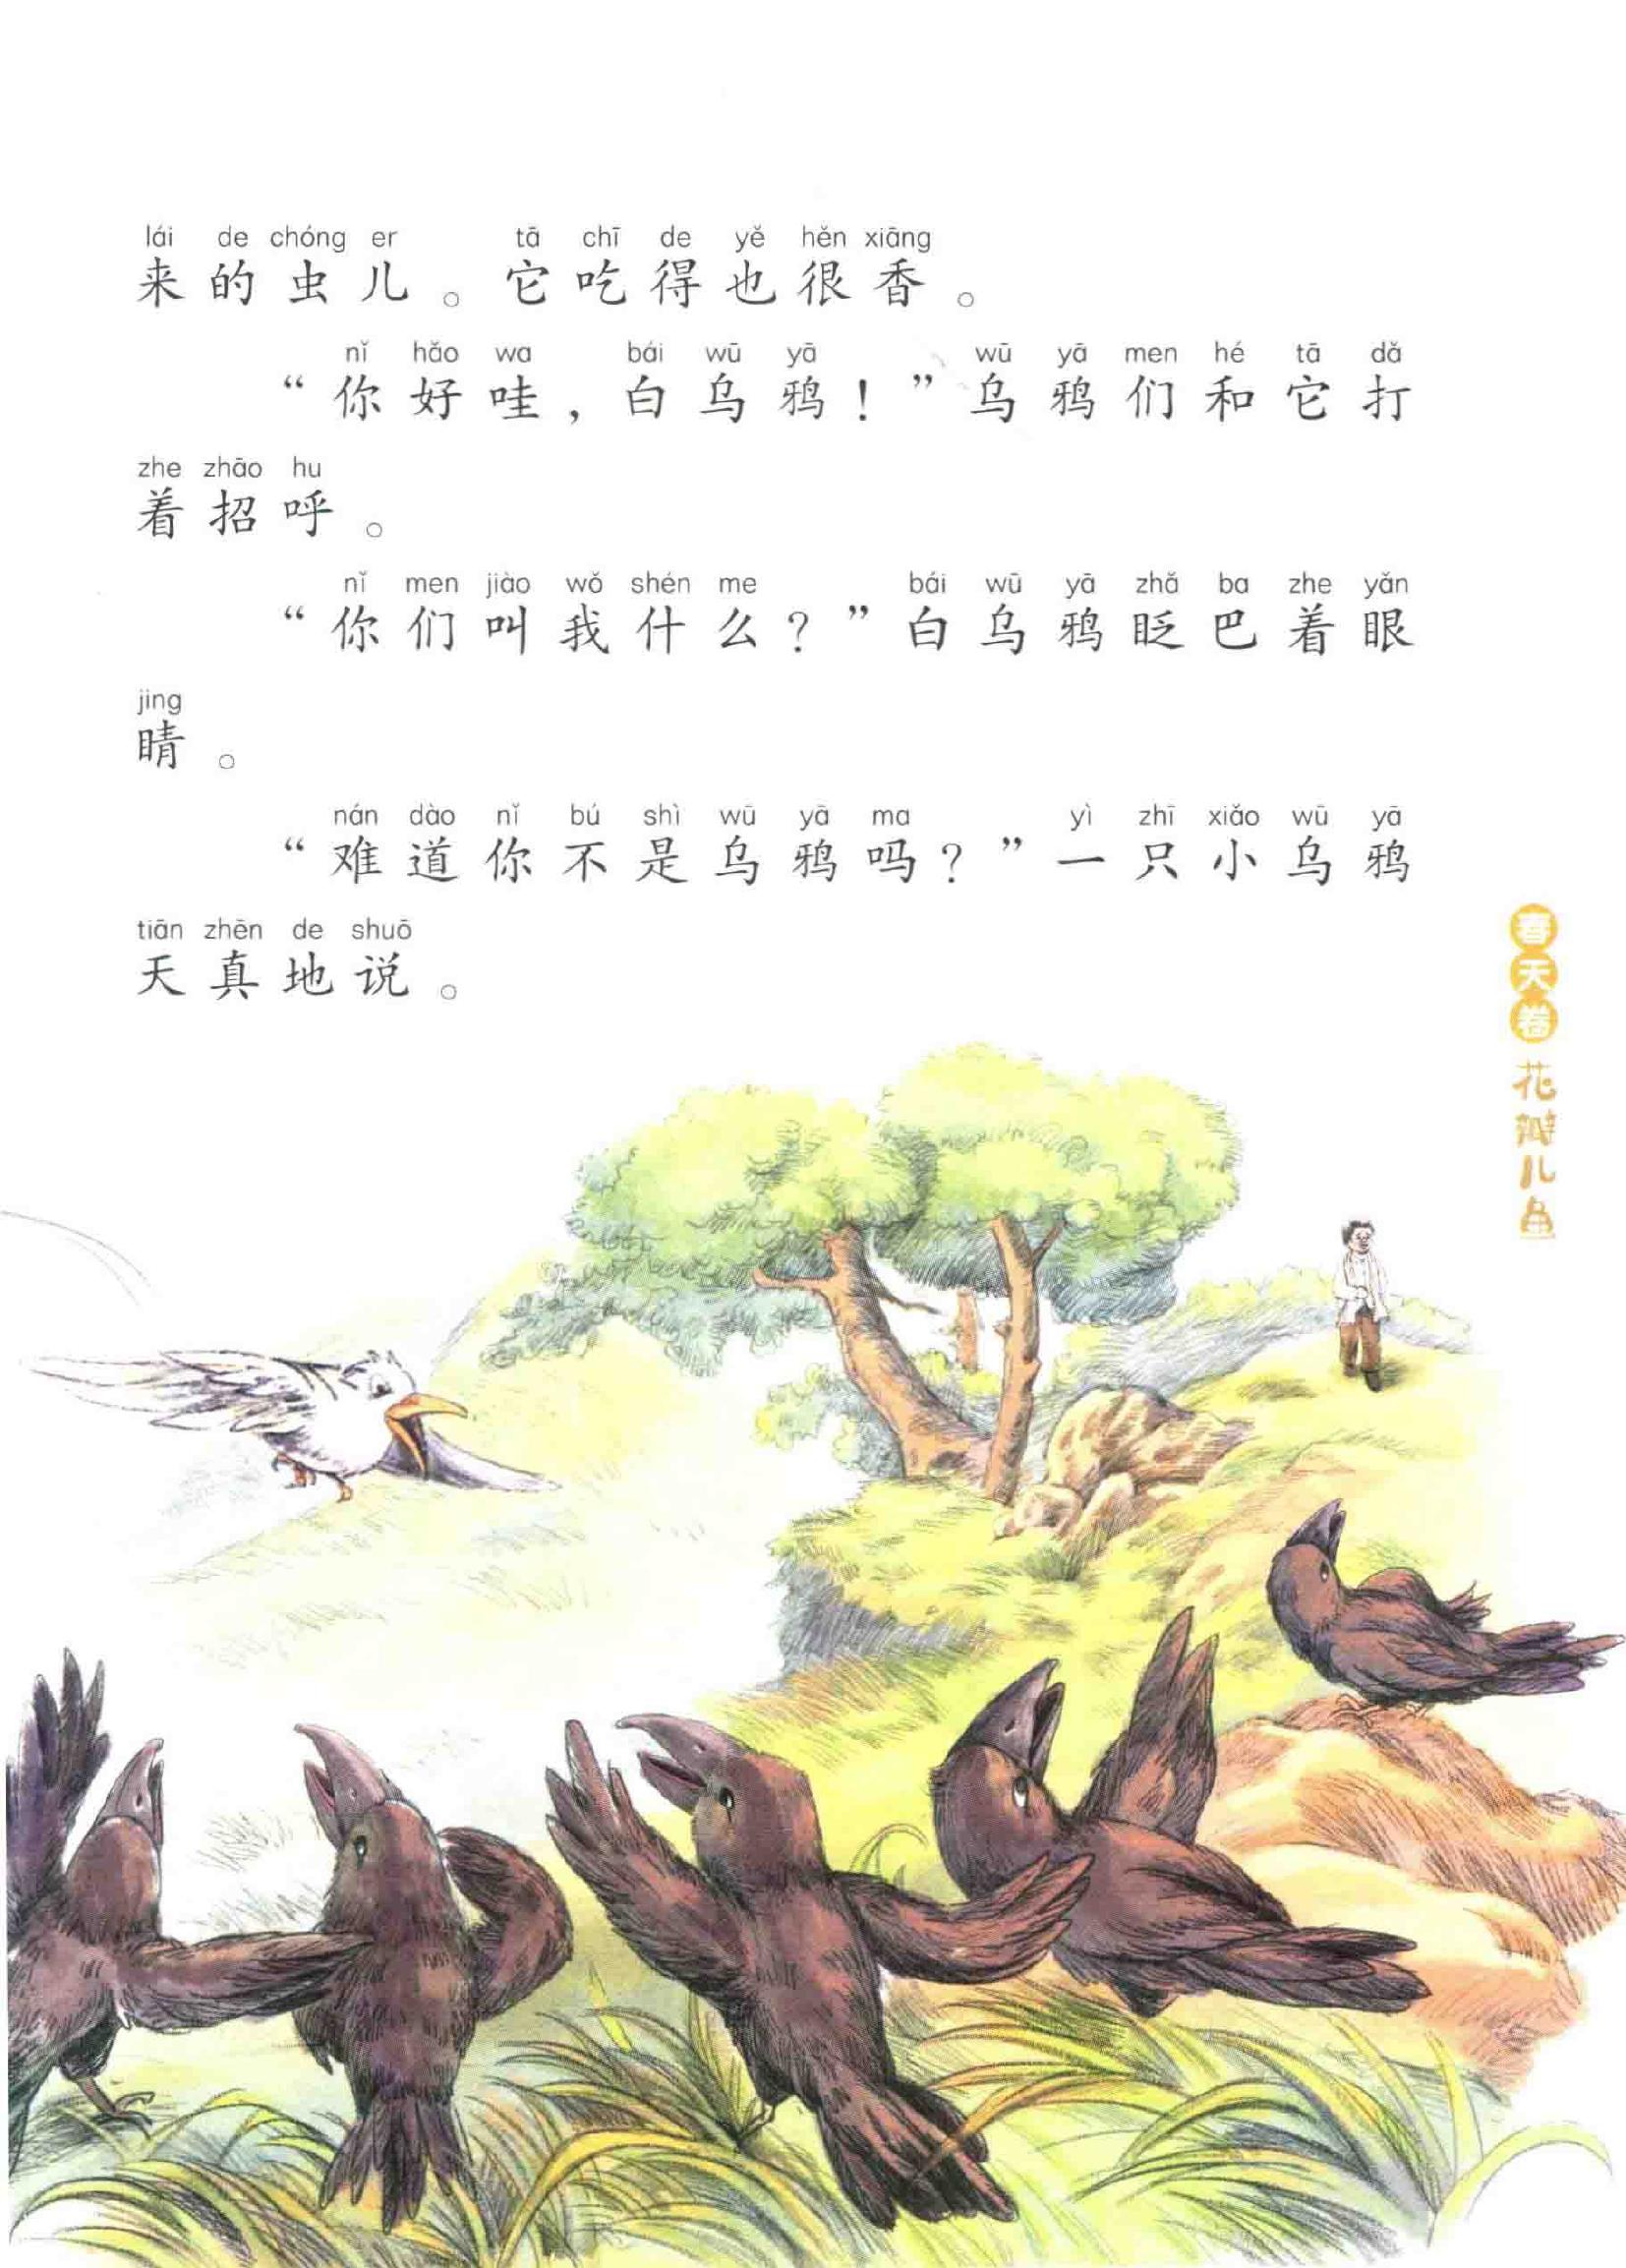 lái de chóng er tā chī de yě hěn xiāng
来的虫儿。它吃得也很香。
nǐ hǎo wa bái wū yā wū yā men hé tā dǎ
“你好哇，白乌鸦！”乌鸦们和它打
zhe zhāo hu
着招呼。
nǐ men jiào wǒ shén me bái wū yā zhǎ ba zhe yǎn
“你们叫我什么？”白乌鸦眨巴着眼
jing
睛。
nán dào nǐ bú shì wū yā ma yì zhī xiǎo wū yā
“难道你不是乌鸦吗？”一只小乌鸦
tiān zhēn de shuō
天真地说。
春天卷
花瓣儿鱼